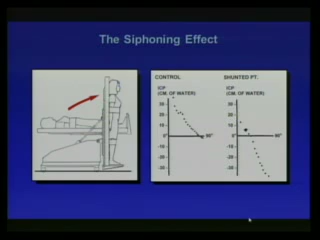 The Siphoning Effect
CONTROL
ICP
(CM. OF WATER)
30
20
10
0
90°
-10
-20
-30
SHUNTED PT.
ICP
(CM. OF WATER)
30
20
10
0
90°
-10
-20
-30